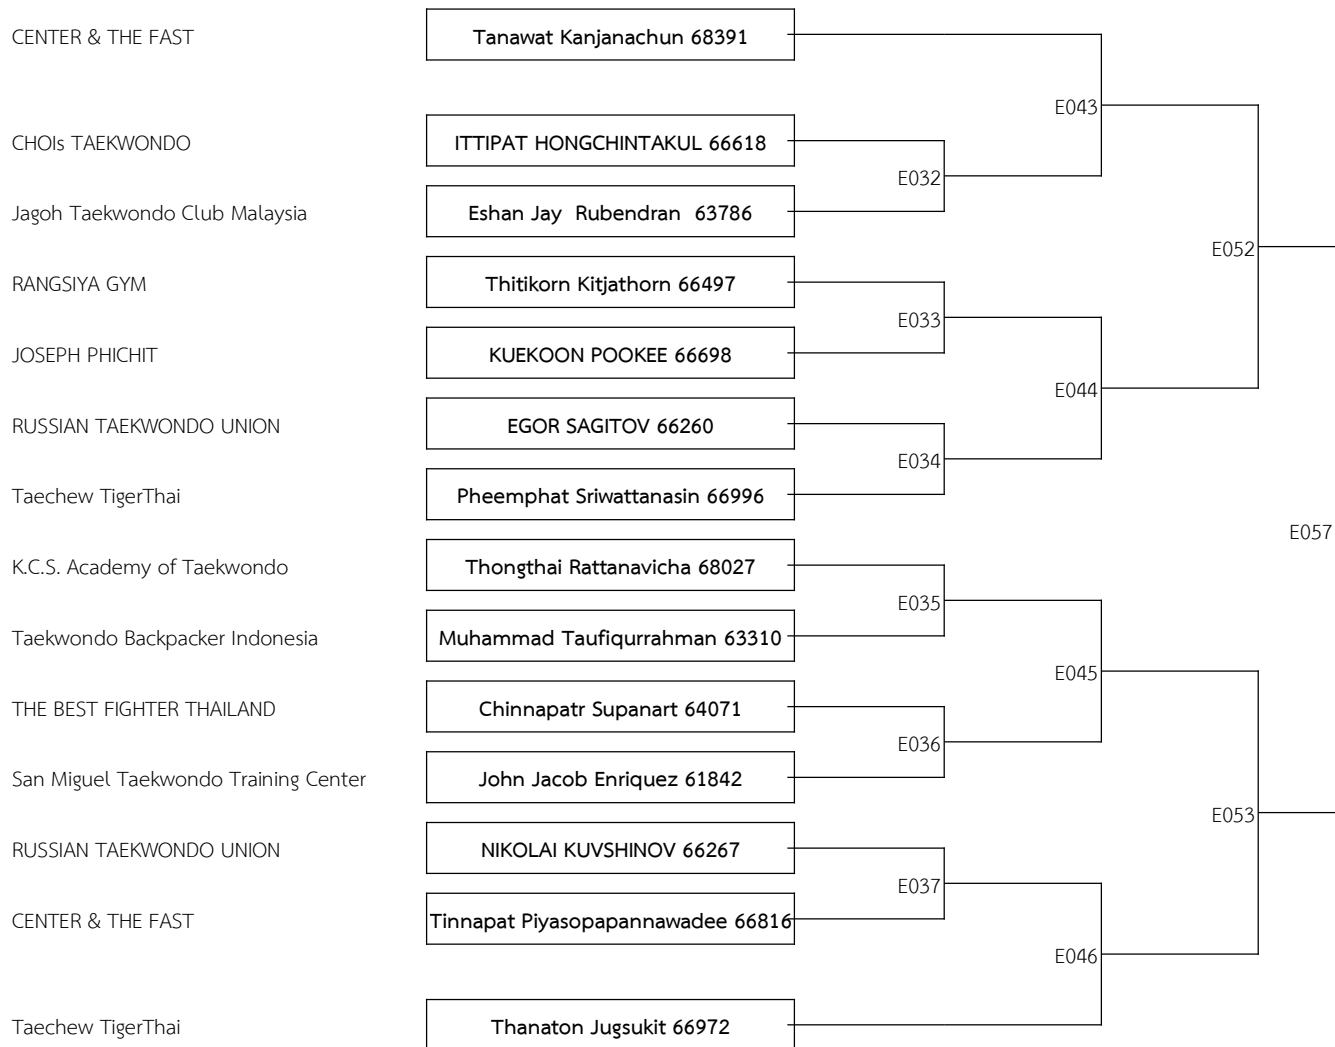 CENTER & THE FAST
Tanawat Kanjanachun 68391
E043
CHOIs TAEKWONDO
ITTIPAT HONGCHINTAKUL 66618
E032
Jagoh Taekwondo Club Malaysia
Eshan Jay  Rubendran  63786
E052
RANGSIYA GYM
Thitikorn Kitjathorn 66497
E033
JOSEPH PHICHIT
KUEKOON POOKEE 66698
E044
RUSSIAN TAEKWONDO UNION
EGOR SAGITOV 66260
E034
Taechew TigerThai
Pheemphat Sriwattanasin 66996
E057
K.C.S. Academy of Taekwondo
Thongthai Rattanavicha 68027
E035
Taekwondo Backpacker Indonesia
Muhammad Taufiqurrahman 63310
E045
THE BEST FIGHTER THAILAND
Chinnapatr Supanart 64071
E036
San Miguel Taekwondo Training Center
John Jacob Enriquez 61842
E053
RUSSIAN TAEKWONDO UNION
NIKOLAI KUVSHINOV 66267
E037
CENTER & THE FAST
Tinnapat Piyasopapannawadee 66816
E046
Taechew TigerThai
Thanaton Jugsukit 66972